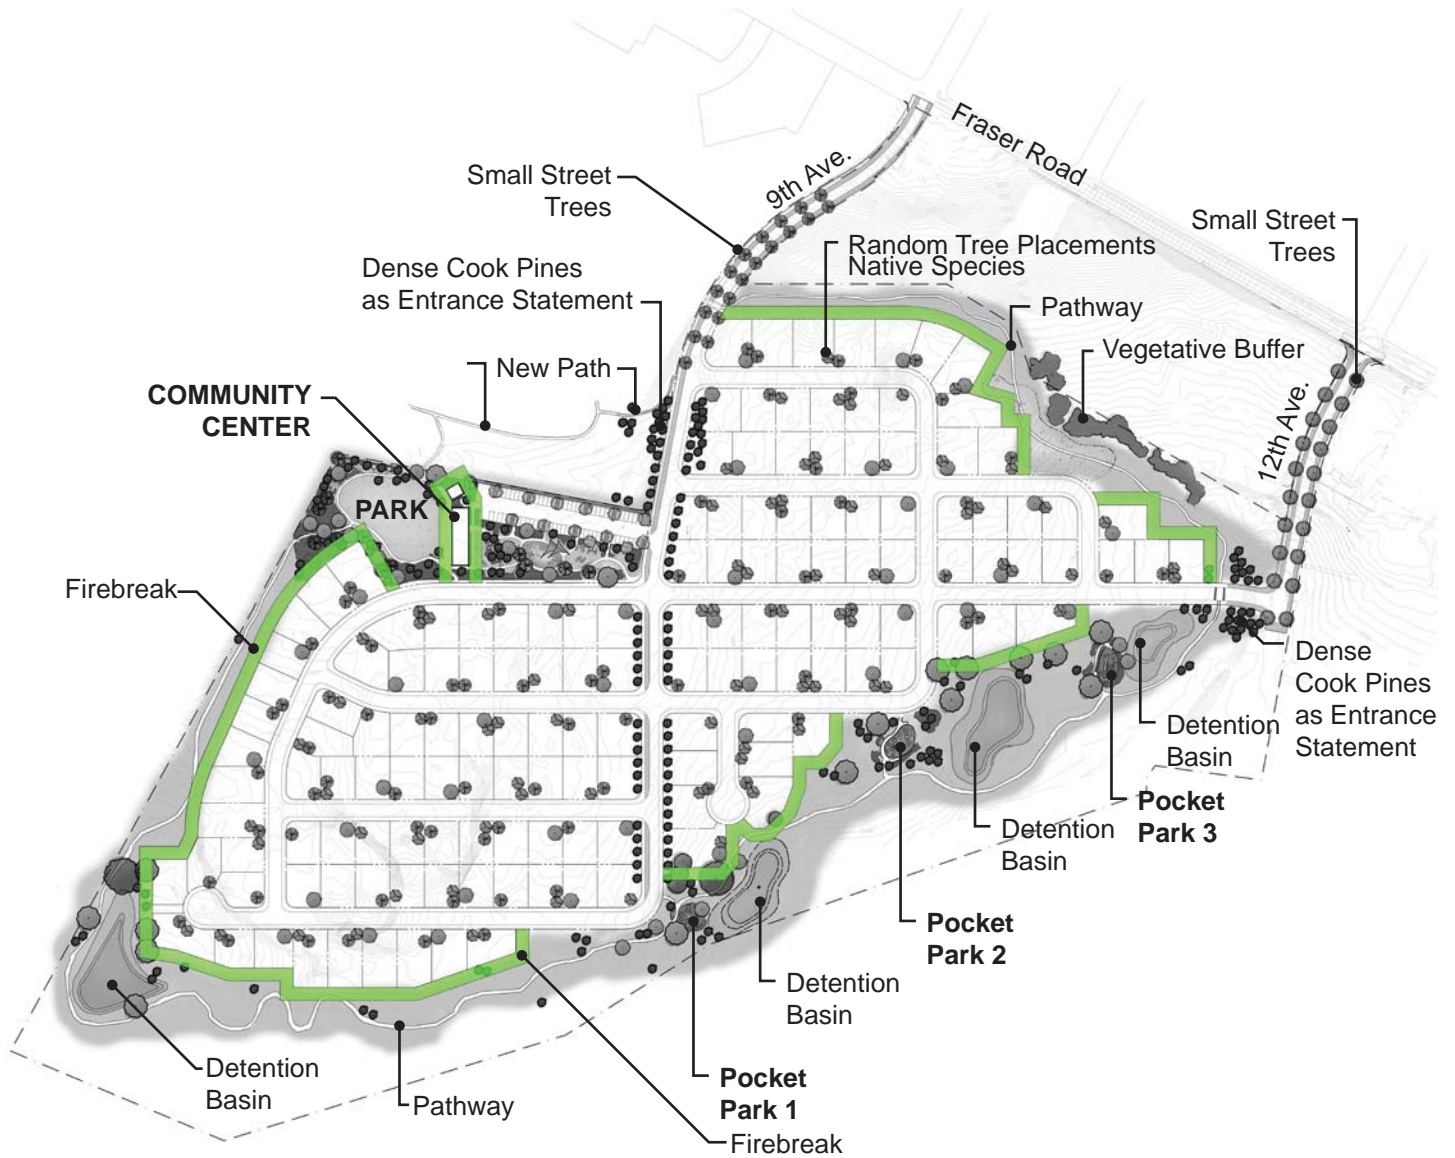 Fraser Road
9th Ave.
Small Street
Trees
Small Street
Trees
Random Tree Placements
Native Species
Dense Cook Pines
as Entrance Statement
Pathway
Vegetative Buffer
New Path
COMMUNITY
CENTER
12th Ave.
PARK
Firebreak
Dense
Cook Pines
as Entrance
Statement
Detention
Basin
Pocket
Park 3
Detention
Basin
Pocket
Park 2
Detention
Basin
Detention
Basin
Pocket
Park 1
Pathway
Firebreak